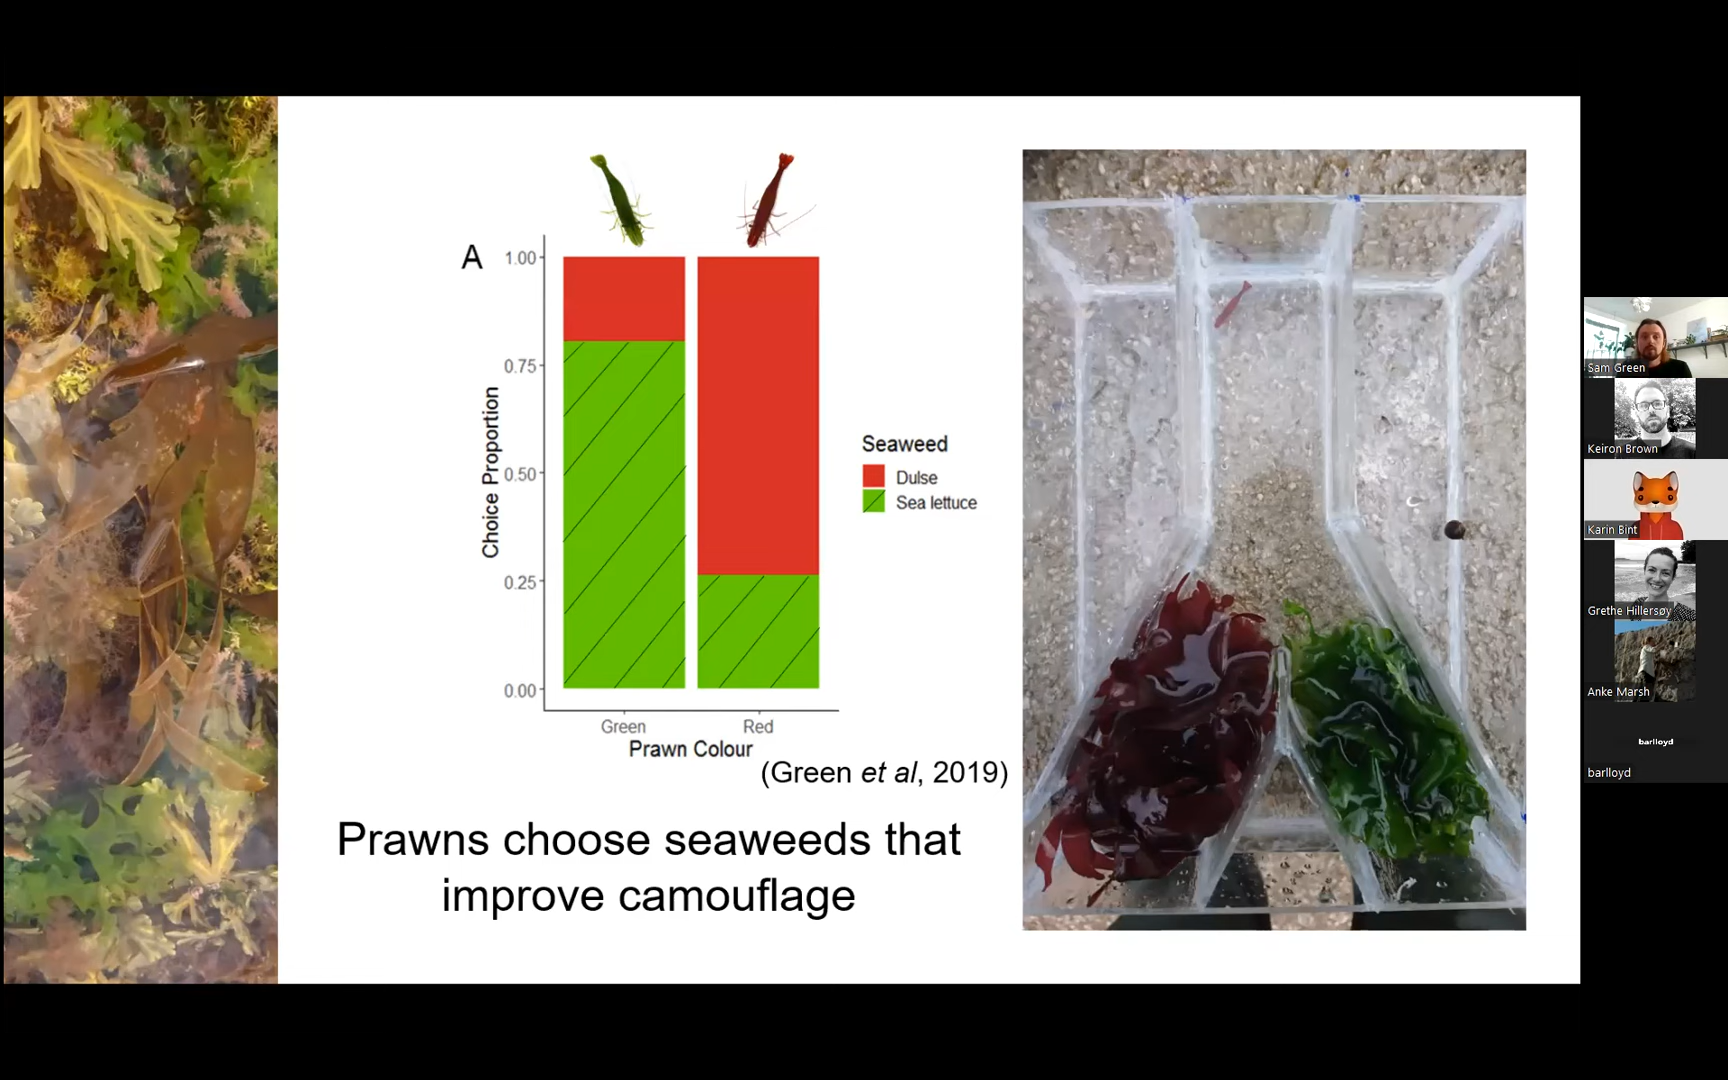 A
1.00
0.75
0.50
0.25
0.00
Choice Proportion
Green
Red
Prawn Colour
Seaweed
Dulse
Sea lettuce
(Green et al, 2019)
Prawns choose seaweeds that
improve camouflage
Sam Green
Keiron Brown
Karin Bint
Grethe Hillersøy
Anke Marsh
barlloyd
barlloyd